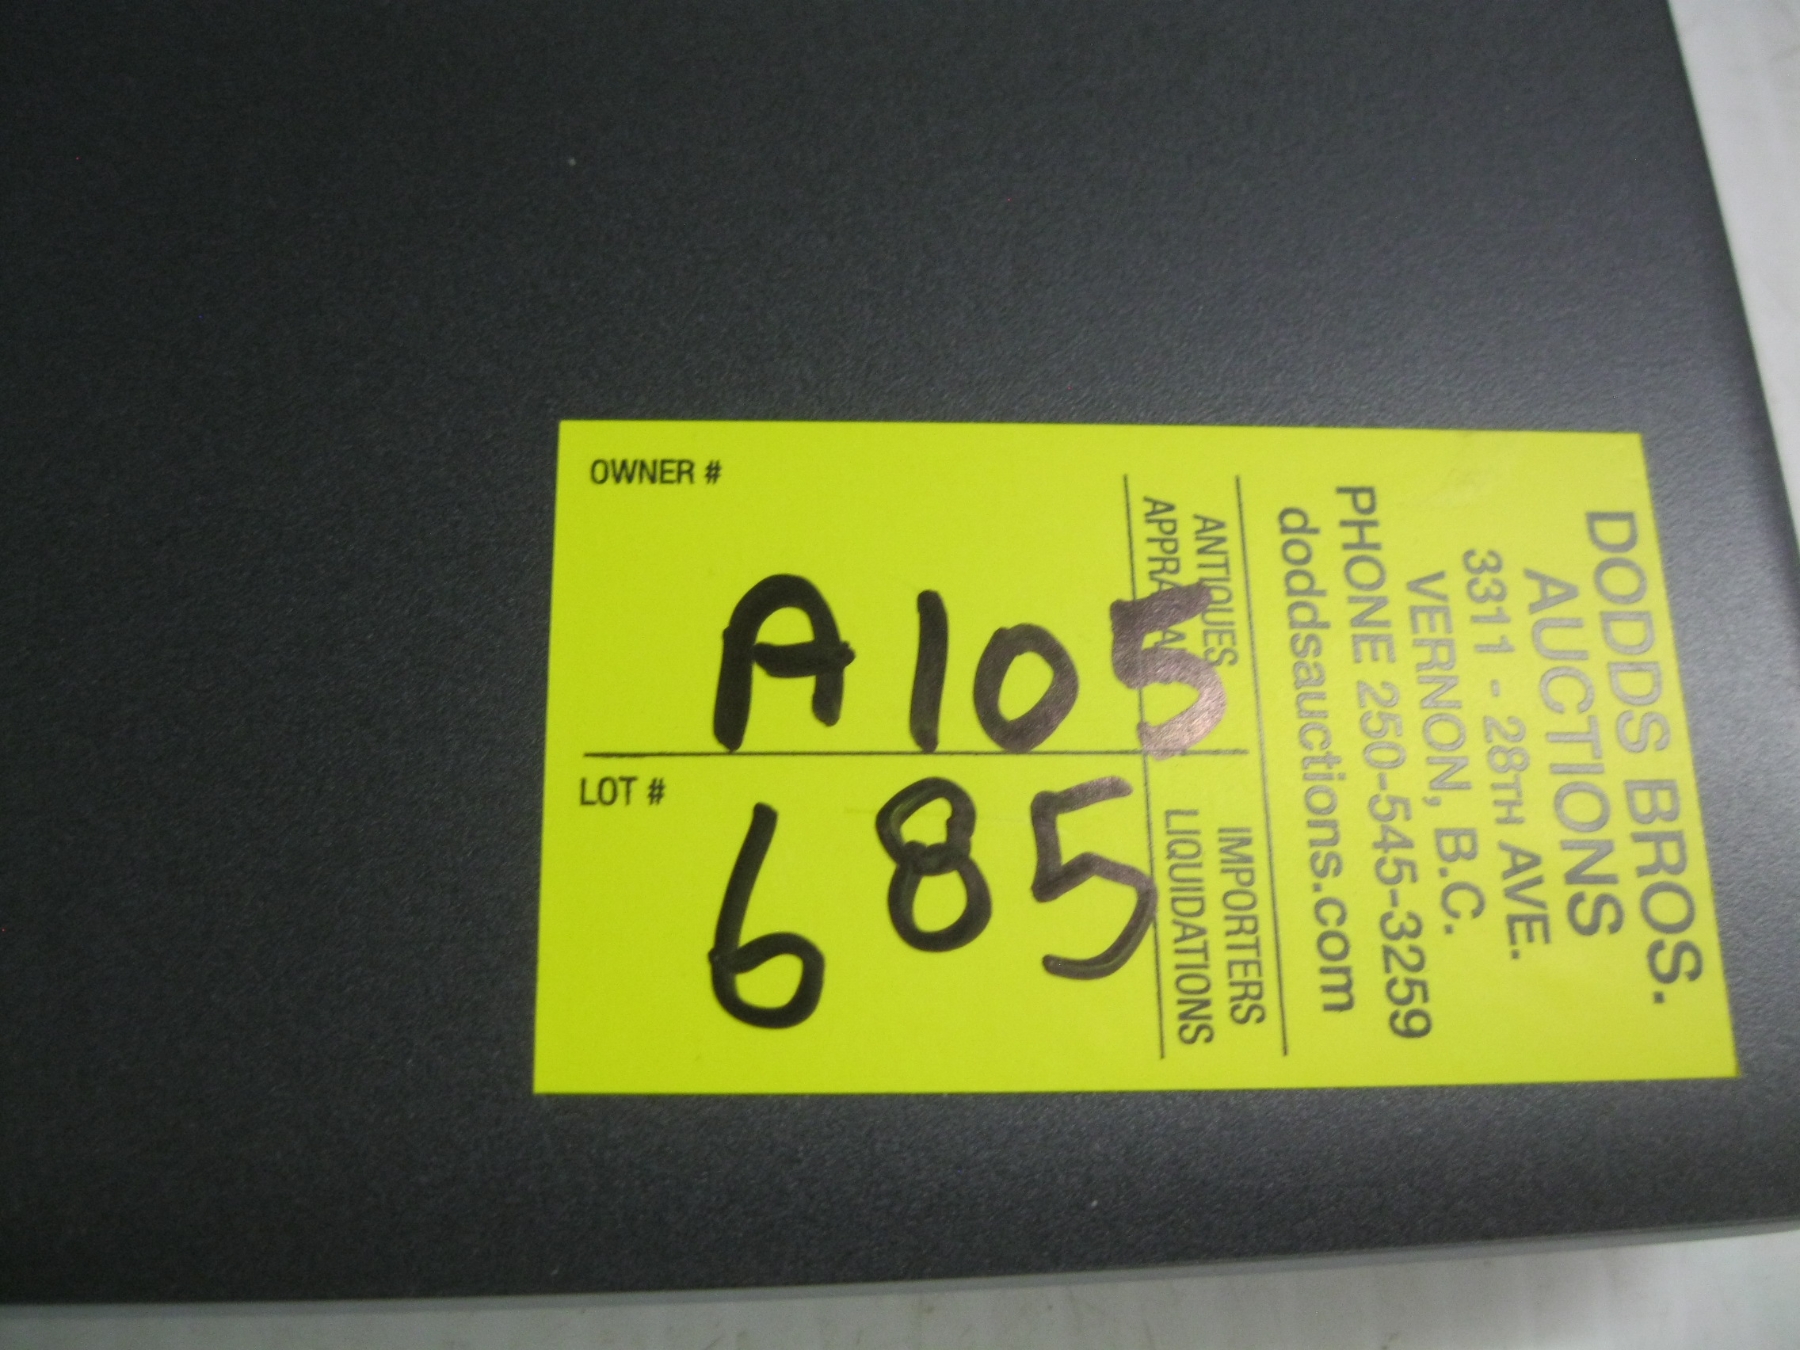 DODDS BROS.
AUCTIONS
3311 - 28TH AVE.
VERNON, B.C.
PHONE 250-545-3259
doddsauctions.com
ANTIQUES IMPORTERS
LIQUIDATIONS
OWNER #
A105
LOT #
685